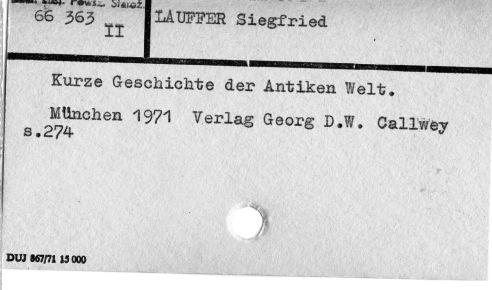 66 363
II
LAUFFER Siegfried
Kurze Geschichte der Antiken Welt.
München 1971 Verlag Georg D.W. Callwey
s.274
DUJ 867/71 15 000